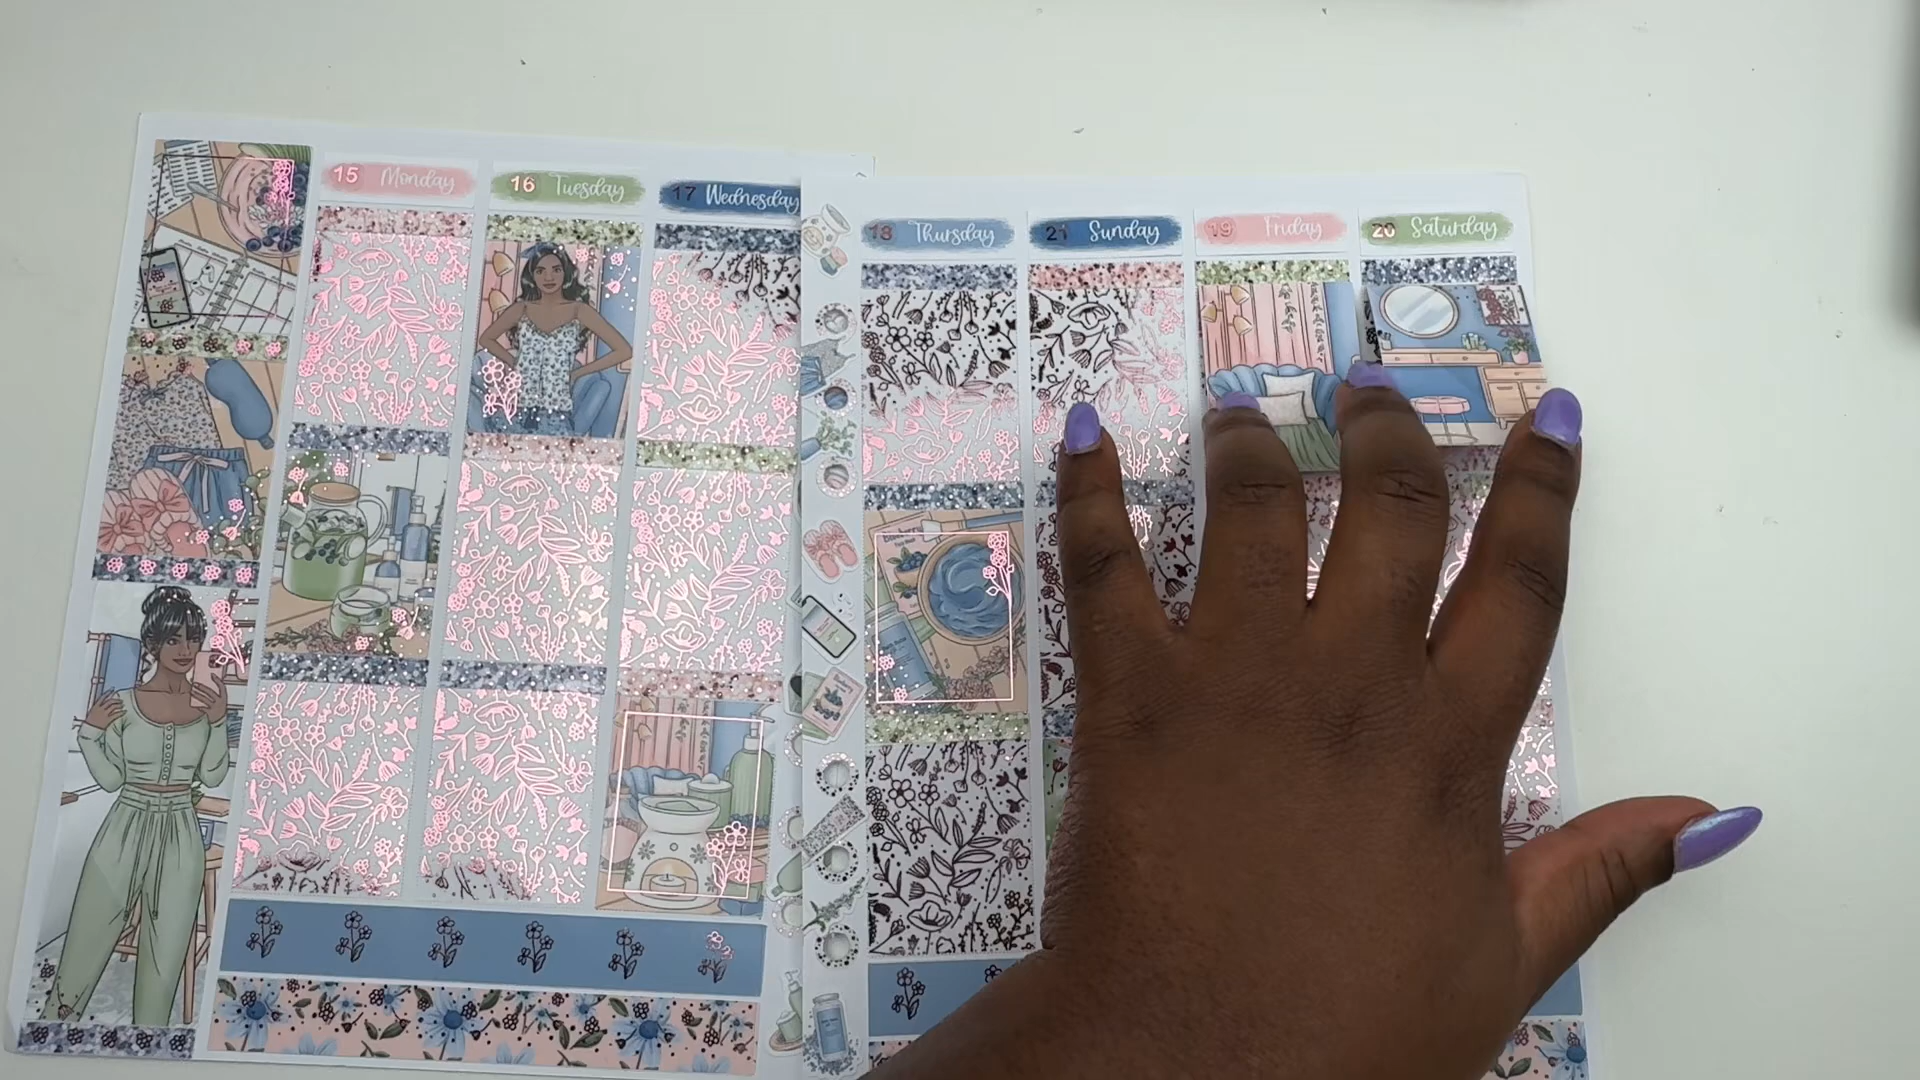 15 Monday
16 Tuesday
17 Wednesday
18 Thursday
21 Sunday
19 Friday
20 Saturday